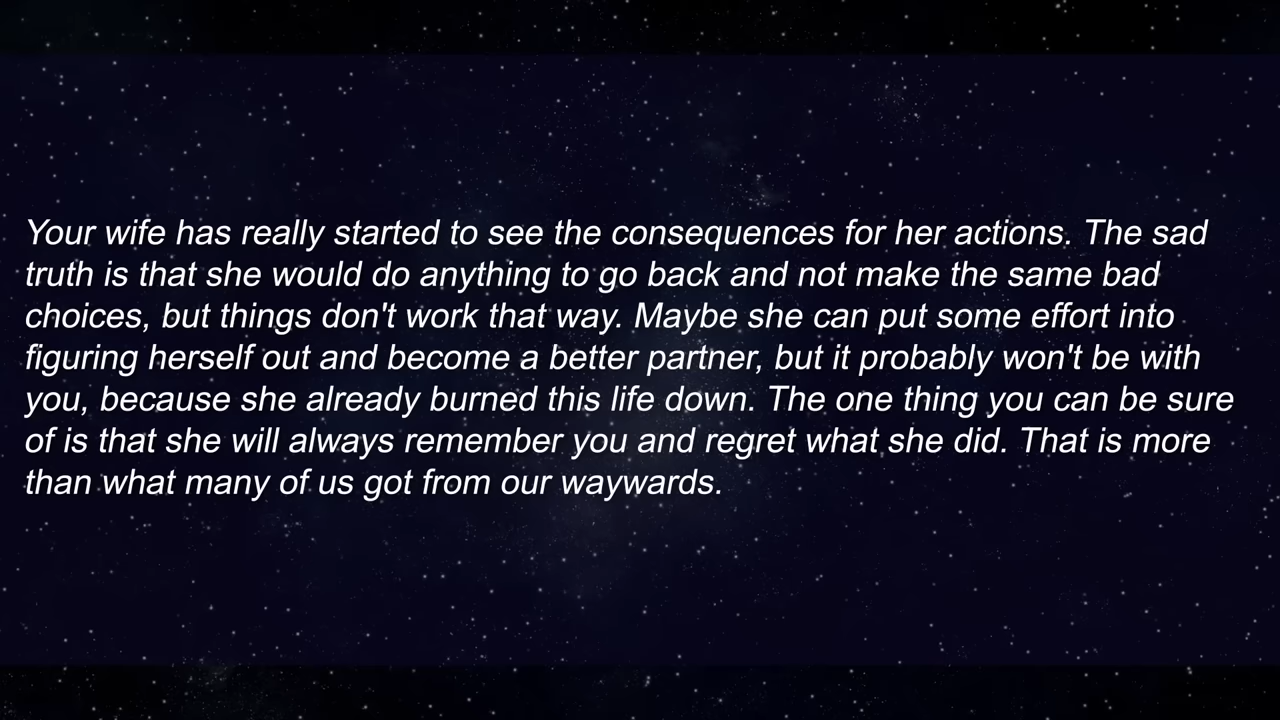 Your wife has really started to see the consequences for her actions. The sad
truth is that she would do anything to go back and not make the same bad
choices, but things don't work that way. Maybe she can put some effort into
figuring herself out and become a better partner, but it probably won't be with
you, because she already burned this life down. The one thing you can be sure
of is that she will always remember you and regret what she did. That is more
than what many of us got from our waywards.